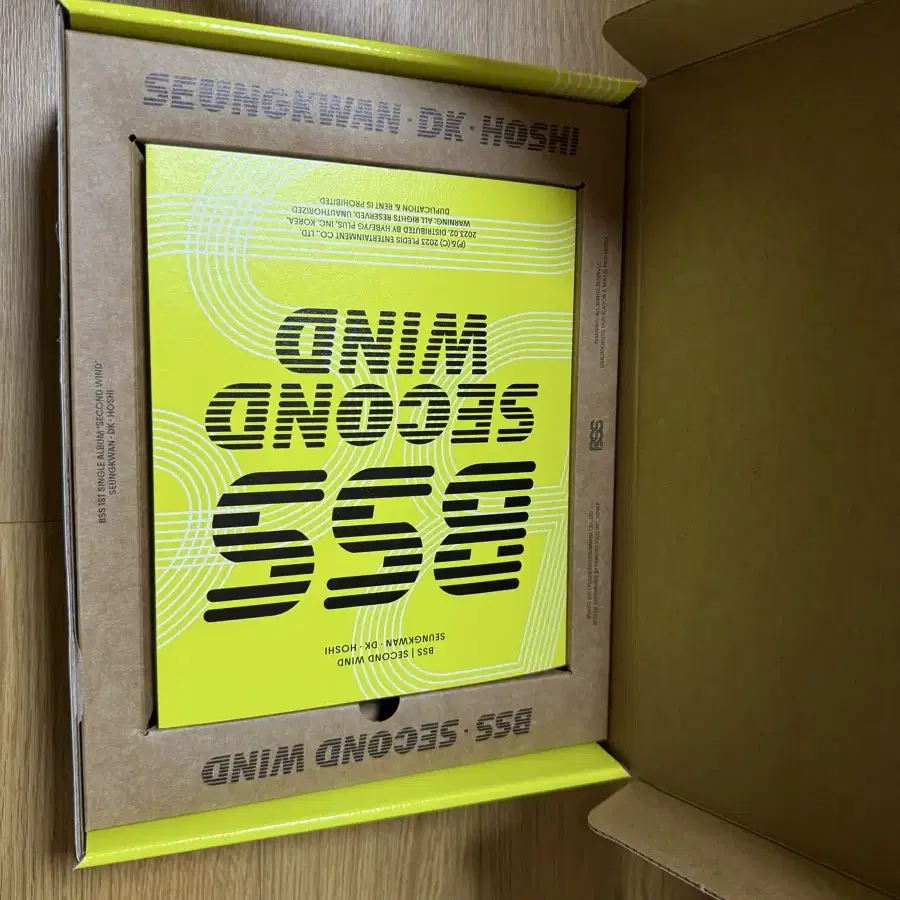 SEUNGKWAN · DK · HOSHI
BSS | SECOND WIND
SEUNGKWAN · DK · HOSHI
BSS
SECOND
WIND
(P)&(C) 2023 PLEDIS ENTERTAINMENT CO., LTD.
2023.02. DISTRIBUTED BY HYBE/YG PLUS, INC. KOREA.
WARNING: ALL RIGHTS RESERVED. UNAUTHORIZED
DUPLICATION & RENT IS PROHIBITED
BSS 1ST SINGLE ALBUM 'SECOND WIND'
SEUNGKWAN · DK · HOSHI
BSS
BSS · SECOND WIND